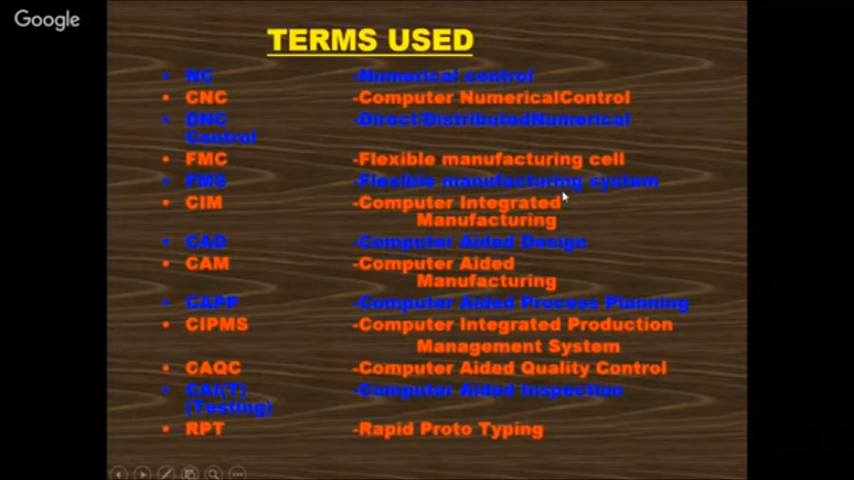 Google
TERMS USED
• NC -Numerical control
• CNC -Computer NumericalControl
• DNC -Direct/DistributedNumerical
Control
• FMC -Flexible manufacturing cell
• FMS -Flexible manufacturing system
• CIM -Computer Integrated
Manufacturing
• CAD -Computer Aided Design
• CAM -Computer Aided
Manufacturing
• CAPP -Computer Aided Process Planning
• CIPMS -Computer Integrated Production
Management System
• CAQC -Computer Aided Quality Control
• CAI(T) -Computer Aided Inspection
(Testing)
• RPT -Rapid Proto Typing